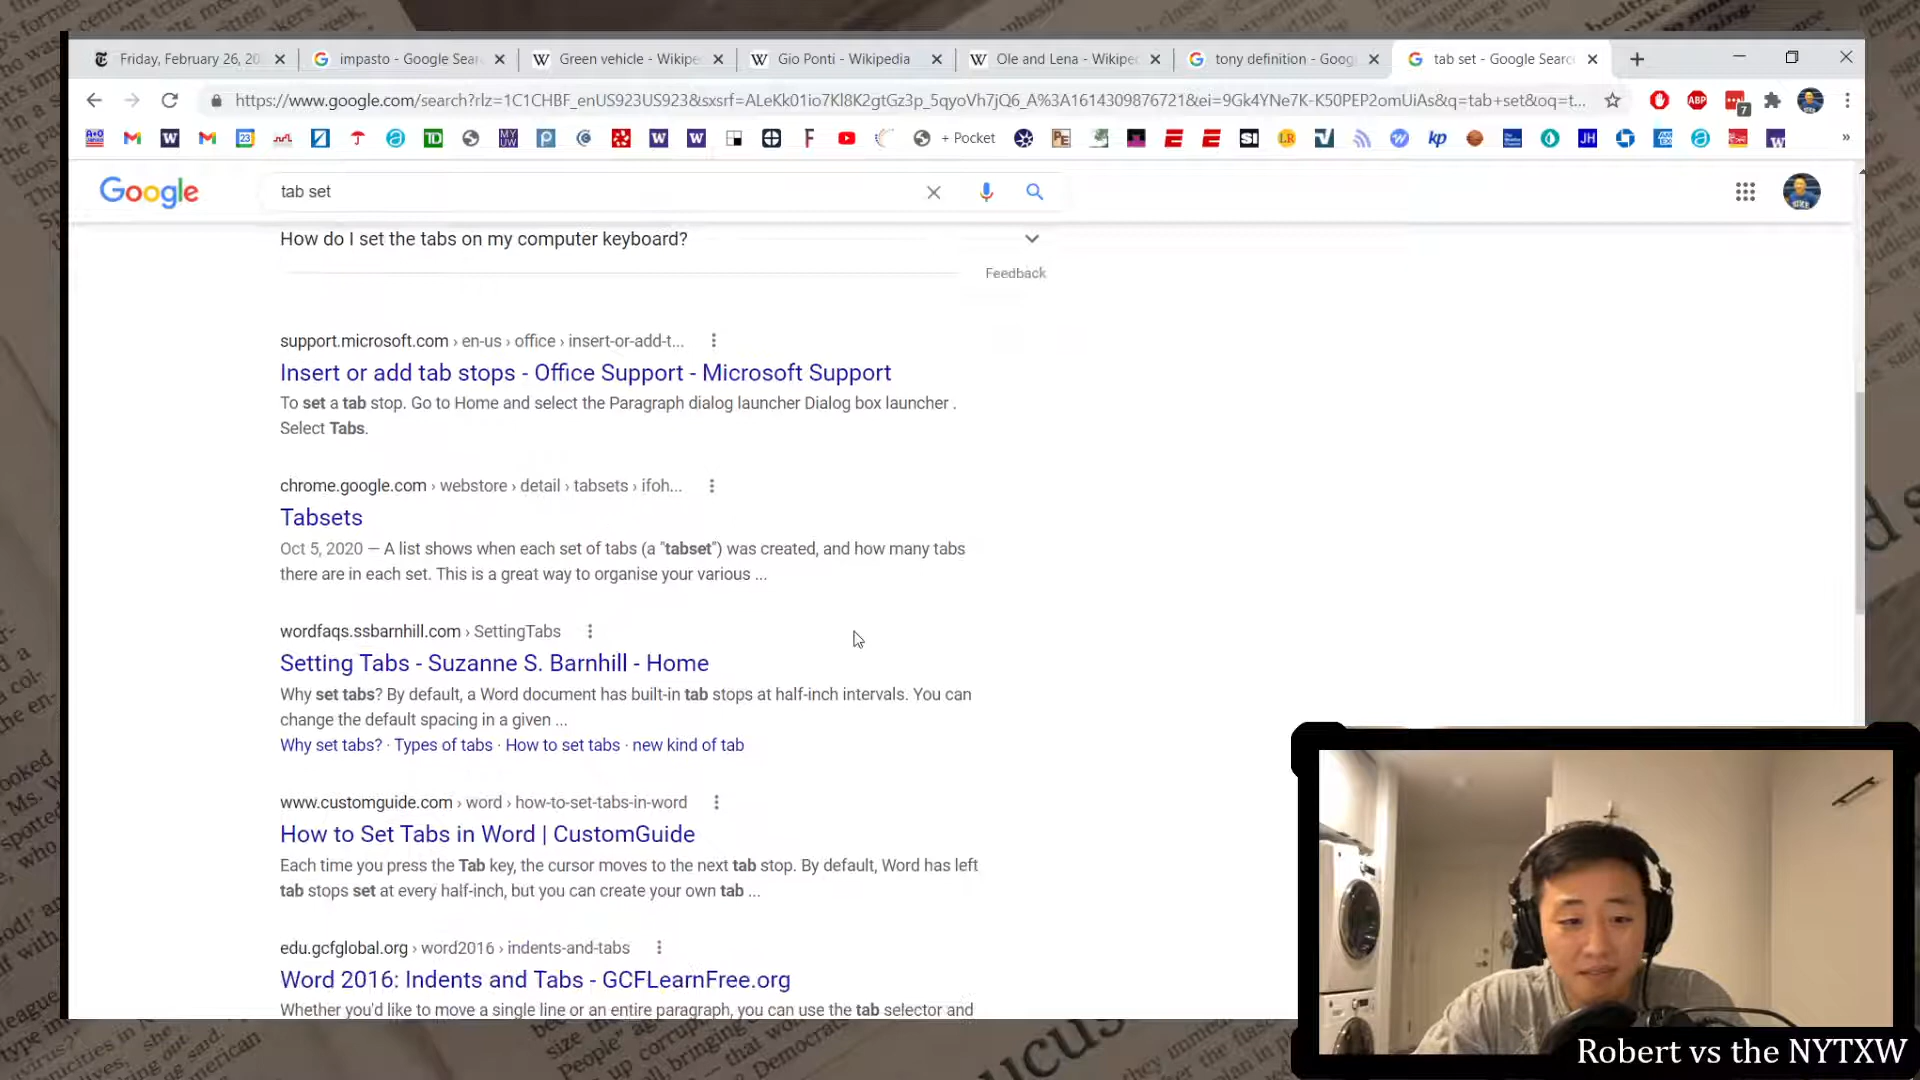 Friday, February 26, 20
impasto - Google Sear
Green vehicle - Wikipe
Gio Ponti - Wikipedia
Ole and Lena - Wikipe
tony definition - Goog
tab set - Google Search
https://www.google.com/search?rlz=1C1CHBF_enUS923US923&sxsrf=ALeKk01io7Kl8K2gtGz3p_5qyoVh7jQ6_A%3A1614309876721&ei=9Gk4YNe7K-K50PEP2omUiAs&q=tab+set&oq=t...
ABP
7
+ Pocket
Google
tab set
How do I set the tabs on my computer keyboard?
Feedback
support.microsoft.com › en-us › office › insert-or-add-t...
Insert or add tab stops - Office Support - Microsoft Support
To set a tab stop. Go to Home and select the Paragraph dialog launcher Dialog box launcher .
Select Tabs.
chrome.google.com › webstore › detail › tabsets › ifoh...
Tabsets
Oct 5, 2020 — A list shows when each set of tabs (a "tabset") was created, and how many tabs
there are in each set. This is a great way to organise your various ...
wordfaqs.ssbarnhill.com › SettingTabs
Setting Tabs - Suzanne S. Barnhill - Home
Why set tabs? By default, a Word document has built-in tab stops at half-inch intervals. You can
change the default spacing in a given ...
Why set tabs? · Types of tabs · How to set tabs · new kind of tab
www.customguide.com › word › how-to-set-tabs-in-word
How to Set Tabs in Word | CustomGuide
Each time you press the Tab key, the cursor moves to the next tab stop. By default, Word has left
tab stops set at every half-inch, but you can create your own tab ...
edu.gcfglobal.org › word2016 › indents-and-tabs
Word 2016: Indents and Tabs - GCFLearnFree.org
Whether you'd like to move a single line or an entire paragraph, you can use the tab selector and
Robert vs the NYTXW